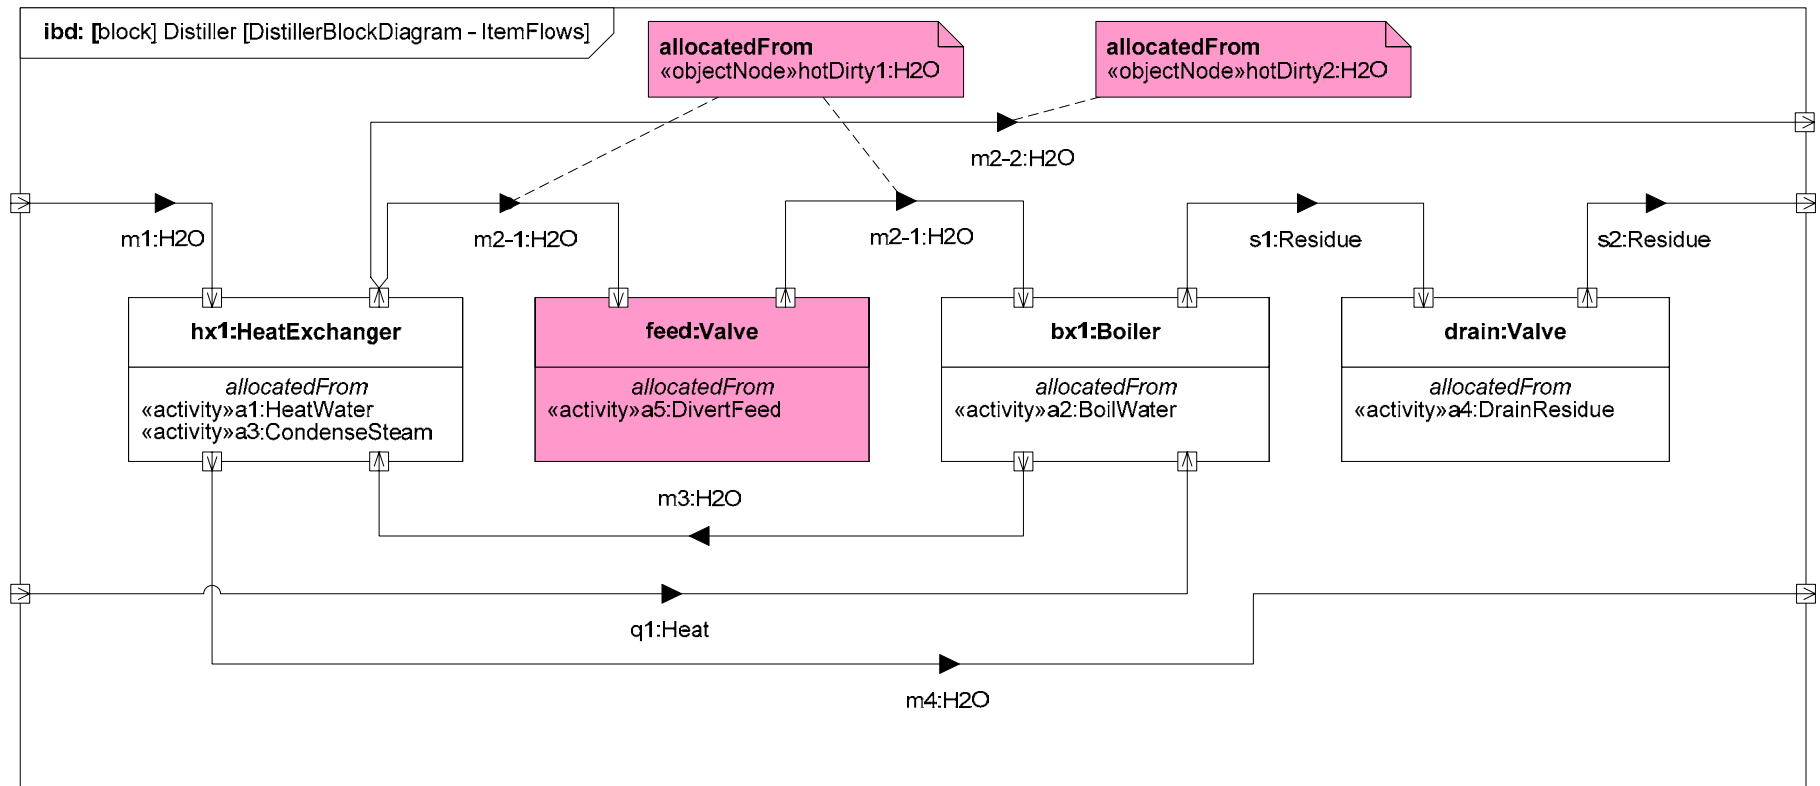 ibd: [block] Distiller [DistillerBlockDiagram - ItemFlows]
allocatedFrom
«objectNode»hotDirty1:H2O
allocatedFrom
«objectNode»hotDirty2:H2O
m2-2:H2O
m1:H2O
m2-1:H2O
m2-1:H2O
s1:Residue
s2:Residue
hx1:HeatExchanger
allocatedFrom
«activity»a1:HeatWater
«activity»a3:CondenseSteam
feed:Valve
allocatedFrom
«activity»a5:DivertFeed
bx1:Boiler
allocatedFrom
«activity»a2:BoilWater
drain:Valve
allocatedFrom
«activity»a4:DrainResidue
m3:H2O
q1:Heat
m4:H2O